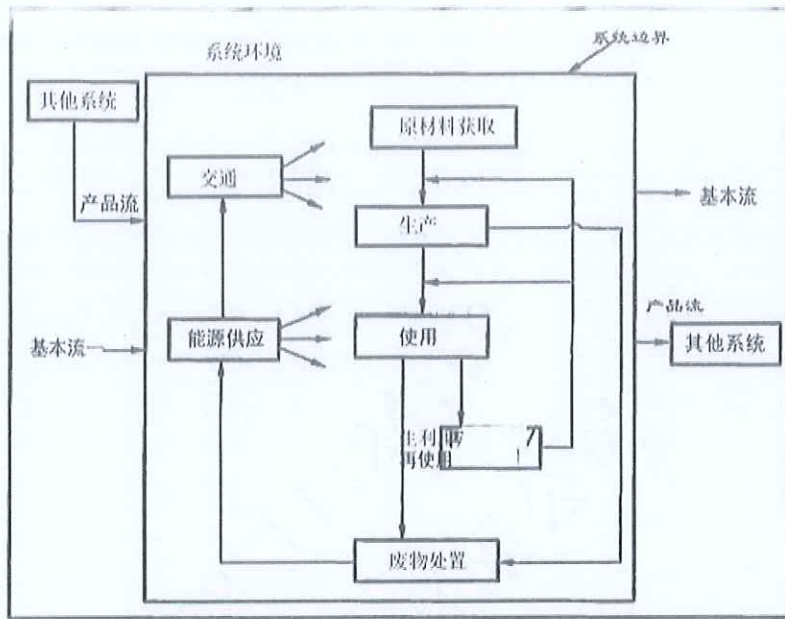 系统环境
系统边界
其他系统
原材料获取
交通
产品流
基本流
生产
产品流
基本流
能源供应
使用
其他系统
生利
再使用
废物处置